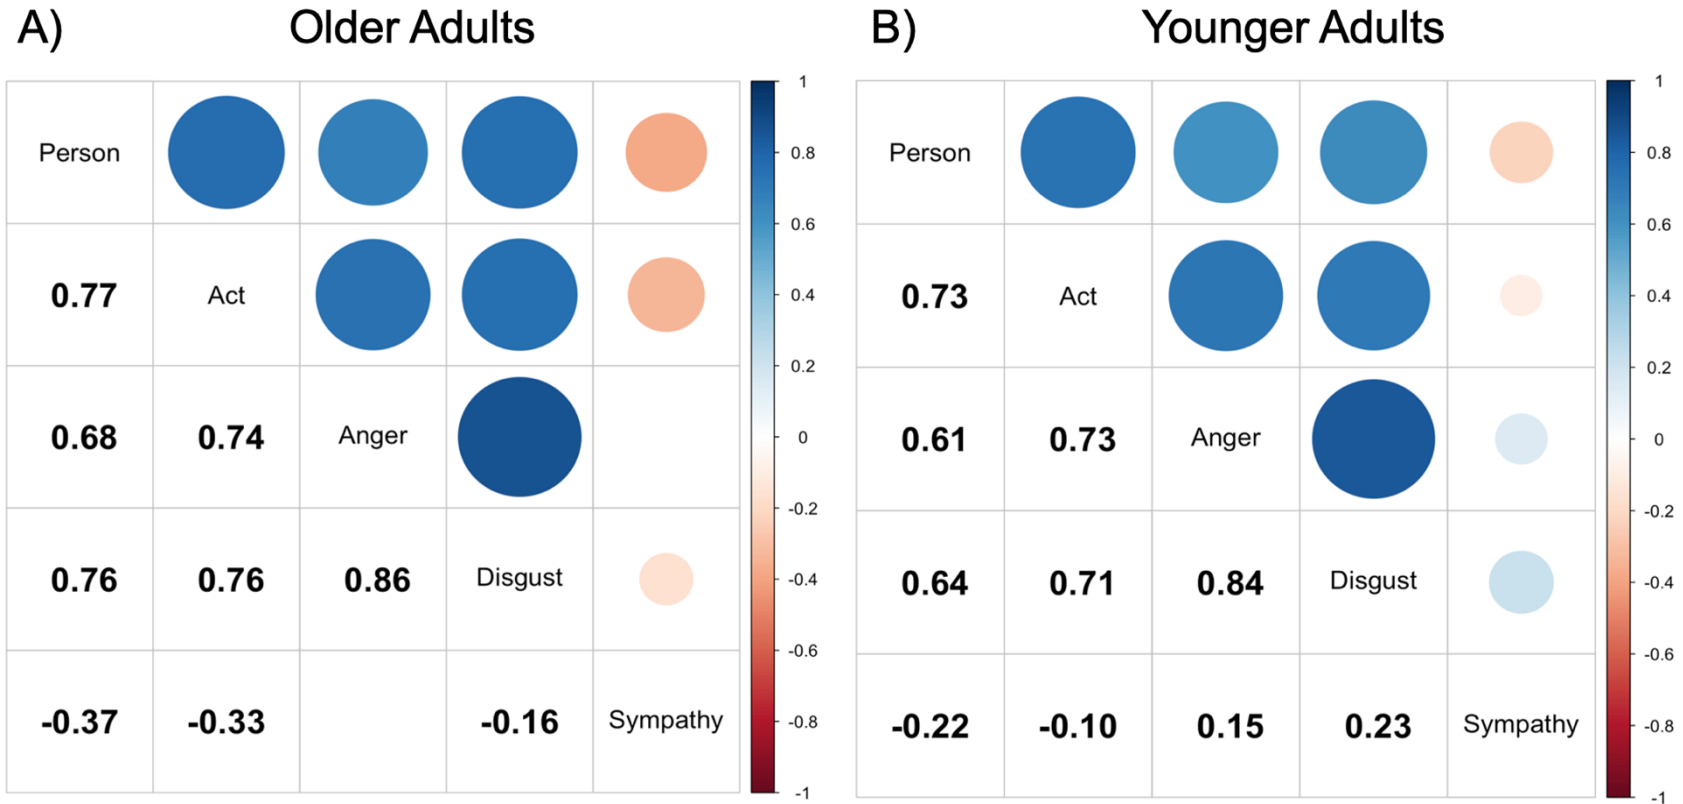 A) Older Adults
Person
0.77 Act
0.68 0.74 Anger
0.76 0.76 0.86 Disgust
-0.37 -0.33 -0.16 Sympathy
1
0.8
0.6
0.4
0.2
0
-0.2
-0.4
-0.6
-0.8
-1
B) Younger Adults
Person
0.73 Act
0.61 0.73 Anger
0.64 0.71 0.84 Disgust
-0.22 -0.10 0.15 0.23 Sympathy
1
0.8
0.6
0.4
0.2
0
-0.2
-0.4
-0.6
-0.8
-1